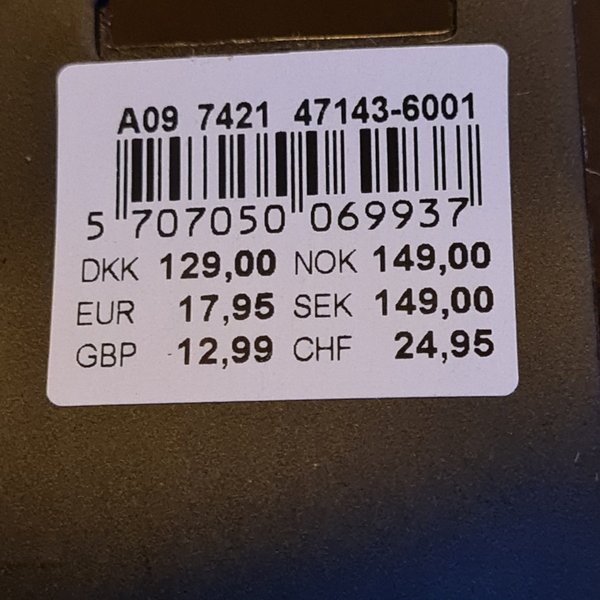 A09 7421 47143-6001
5 707050 069937
DKK 129,00 NOK 149,00
EUR 17,95 SEK 149,00
GBP 12,99 CHF 24,95